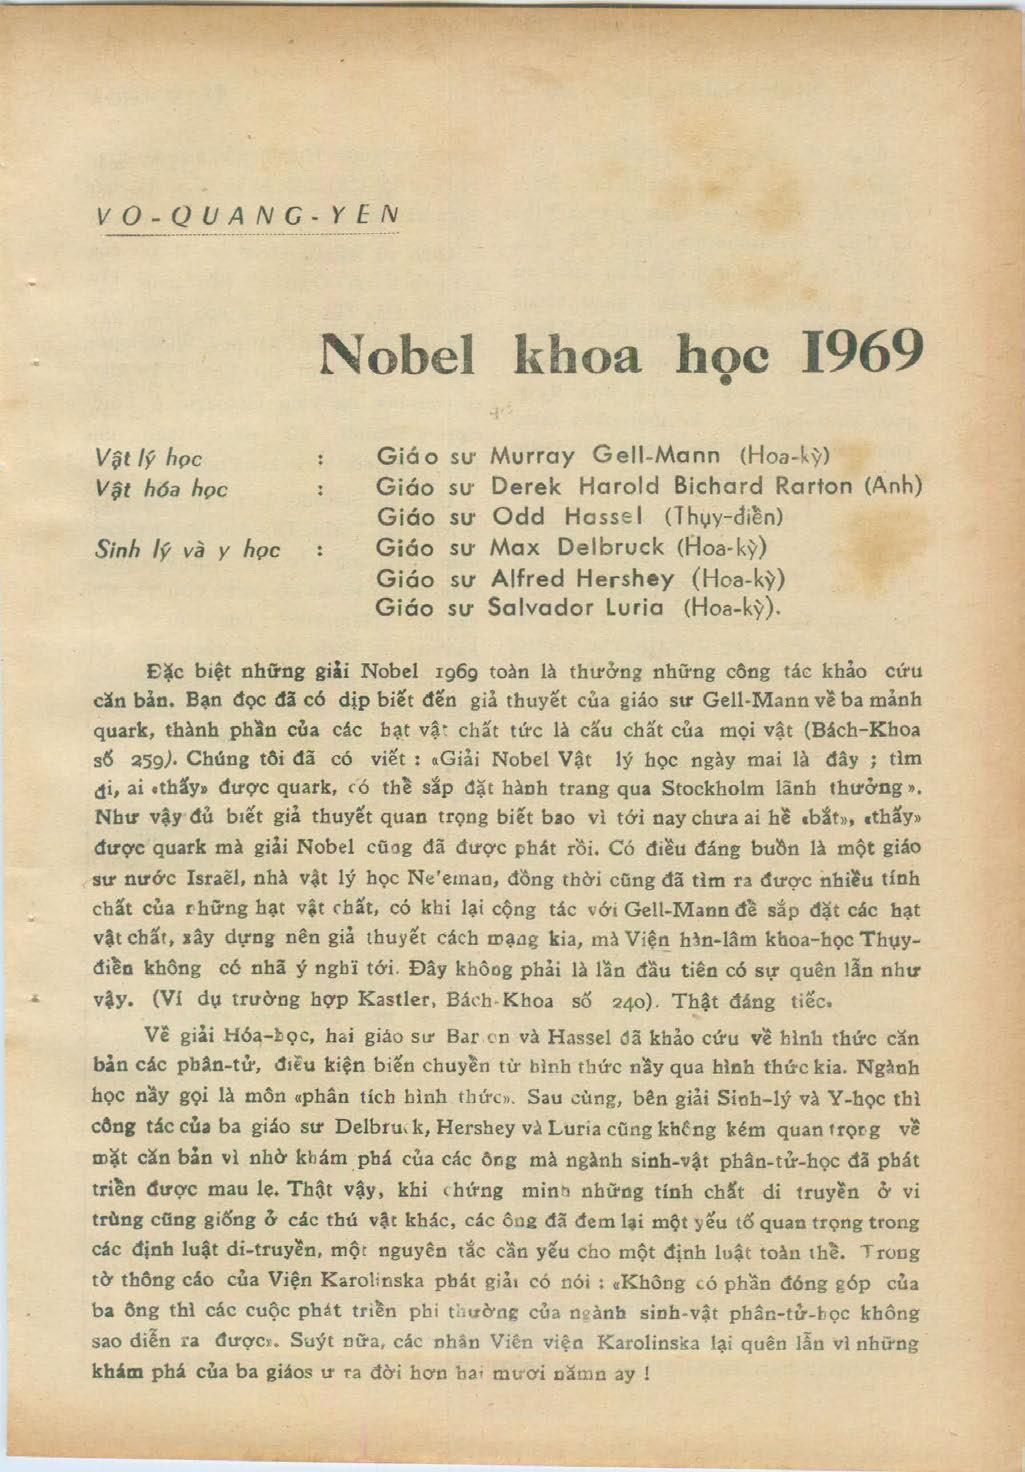 VO-QUANG-YEN
Nobel khoa học 1969
Vật lý học : Giáo sư Murray Gell-Mann (Hoa-kỳ)
Vật hóa học : Giáo sư Derek Harold Bichard Rarton (Anh)
Giáo sư Odd Hassel (Thụy-điền)
Sinh lý và y học : Giáo sư Max Delbruck (Hoa-kỳ)
Giáo sư Alfred Hershey (Hoa-kỳ)
Giáo sư Salvador Luria (Hoa-kỳ).
Đặc biệt những giải Nobel 1969 toàn là thưởng những công tác khảo cứu
căn bản. Bạn đọc đã có dịp biết đến giả thuyết của giáo sư Gell-Mann về ba mảnh
quark, thành phần của các hạt vật chất tức là cấu chất của mọi vật (Bách-Khoa
số 259). Chúng tôi đã có viết : «Giải Nobel Vật lý học ngày mai là đây ; tìm
đi, ai «thấy» được quark, có thể sắp đặt hành trang qua Stockholm lãnh thưởng».
Như vậy đủ biết giả thuyết quan trọng biết bao vì tới nay chưa ai hề «bắt», «thấy»
được quark mà giải Nobel cũng đã được phát rồi. Có điều đáng buồn là một giáo
sư nước Israël, nhà vật lý học Ne'eman, đồng thời cũng đã tìm ra được nhiều tính
chất của những hạt vật chất, có khi lại cộng tác với Gell-Mann để sắp đặt các hạt
vật chất, xây dựng nên giả thuyết cách mạng kia, mà Viện hàn-lâm khoa-học Thụy-
điền không có nhã ý nghĩ tới. Đây không phải là lần đầu tiên có sự quên lẫn như
vậy. (Ví dụ trường hợp Kastler, Bách-Khoa số 240). Thật đáng tiếc.
Về giải Hóa-học, hai giáo sư Bar on và Hassel đã khảo cứu về hình thức căn
bản các phân-tử, điều kiện biến chuyển từ hình thức nầy qua hình thức kia. Ngành
học nầy gọi là môn «phân tích hình thức». Sau cùng, bên giải Sinh-lý và Y-học thì
công tác của ba giáo sư Delbruck, Hershey và Luria cũng không kém quan trọng về
mặt căn bản vì nhờ khám phá của các ông mà ngành sinh-vật phân-tử-học đã phát
triển được mau lẹ. Thật vậy, khi chứng minh những tính chất di truyền ở vi
trùng cũng giống ở các thú vật khác, các ông đã đem lại một yếu tố quan trọng trong
các định luật di-truyền, một nguyên tắc cần yếu cho một định luật toàn thể. Trong
tờ thông cáo của Viện Karolinska phát giải có nói : «Không có phần đóng góp của
ba ông thì các cuộc phát triển phi thường của ngành sinh-vật phân-tử-học không
sao diễn ra được». Suýt nữa, các nhân Viên viện Karolinska lại quên lẫn vì những
khám phá của ba giáos ư ra đời hơn hai mươi nămn ay !